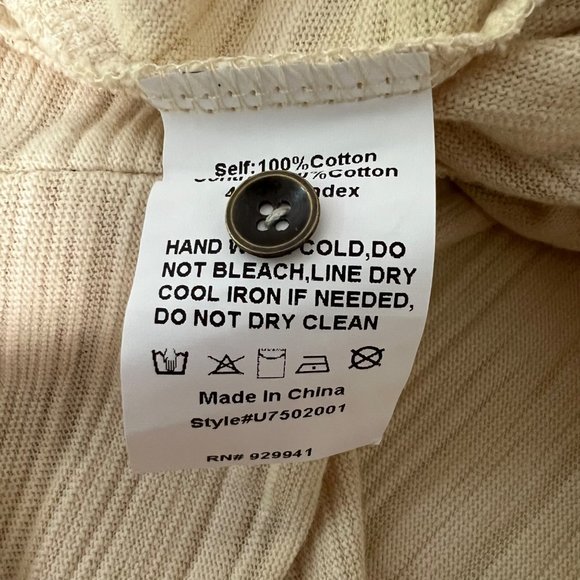 Self:100%Cotton
%Cotton
HAND COLD,DO
NOT BLEACH,LINE DRY
COOL IRON IF NEEDED,
DO NOT DRY CLEAN
Made In China
Style#U7502001
RN# 929941